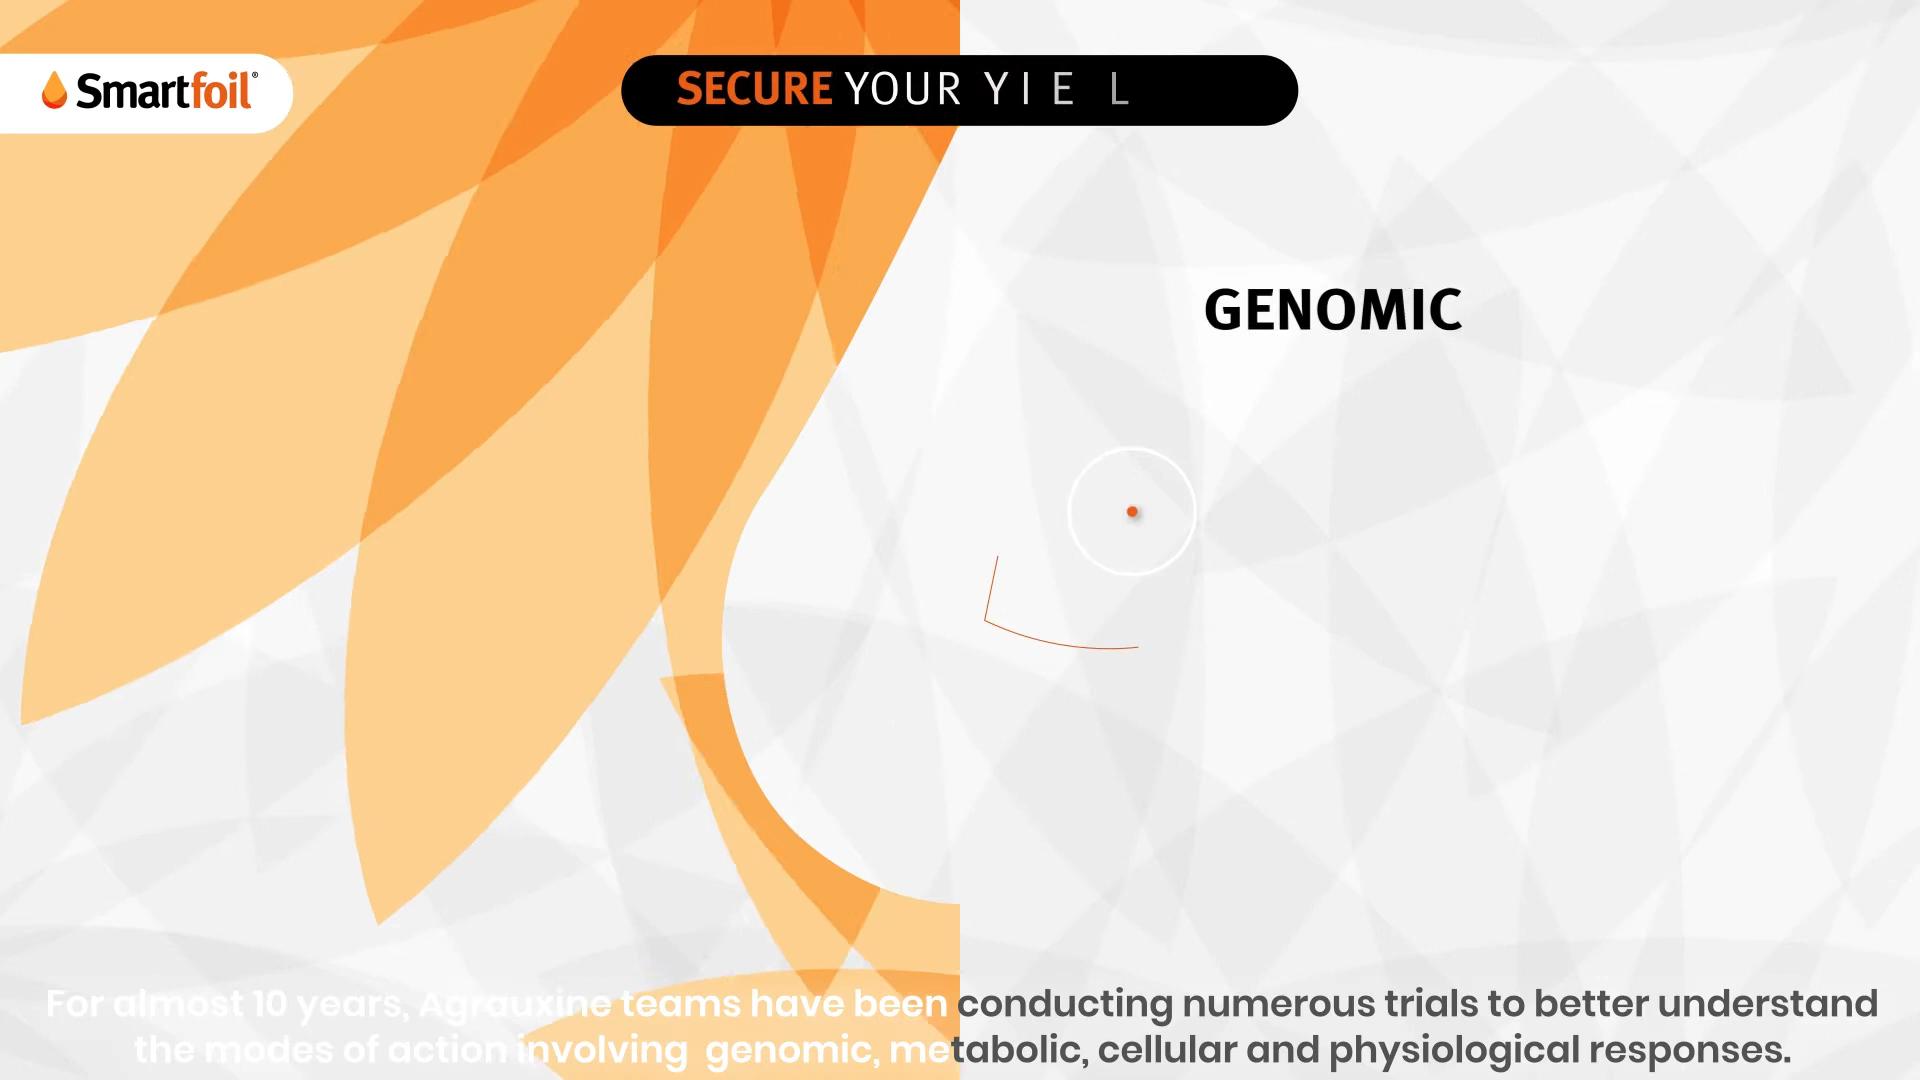 Smartfoil®
SECURE YOUR YIEL
GENOMIC
For almost 10 years, Agrauxine teams have been conducting numerous trials to better understand
the modes of action involving genomic, metabolic, cellular and physiological responses.